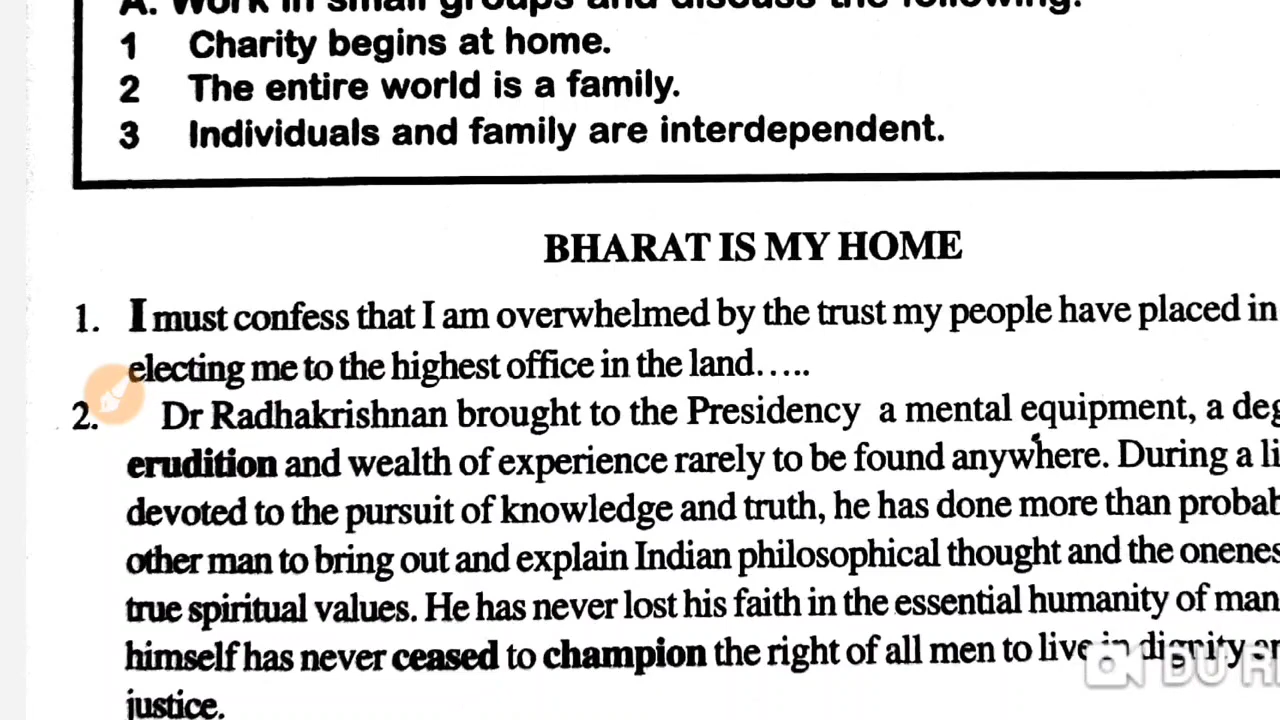 A. Work in small groups and discuss the following:
1 Charity begins at home.
2 The entire world is a family.
3 Individuals and family are interdependent.
BHARAT IS MY HOME
1. I must confess that I am overwhelmed by the trust my people have placed in
electing me to the highest office in the land.....
2. Dr Radhakrishnan brought to the Presidency a mental equipment, a
erudition and wealth of experience rarely to be found anywhere. During a
devoted to the pursuit of knowledge and truth, he has done more than
other man to bring out and explain Indian philosophical thought and the
true spiritual values. He has never lost his faith in the essential humanity of man
himself has never ceased to champion the right of all men to live in dignity
justice.
DU